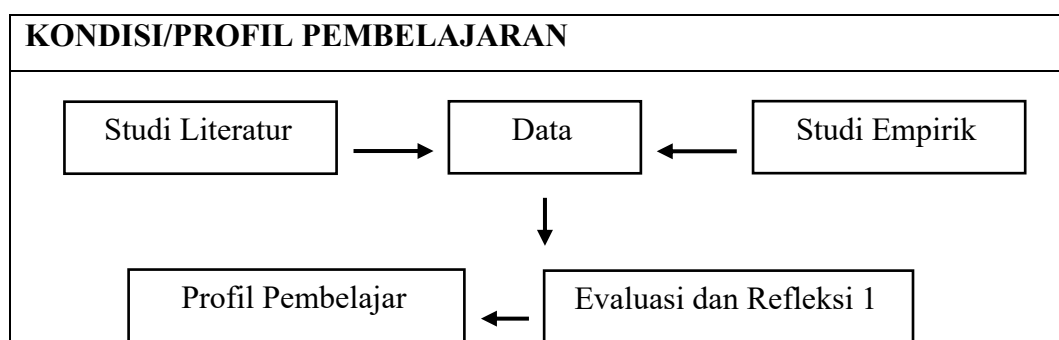 KONDISI/PROFIL PEMBELAJARAN
Studi Literatur
Data
Studi Empirik
Profil Pembelajar
Evaluasi dan Refleksi 1